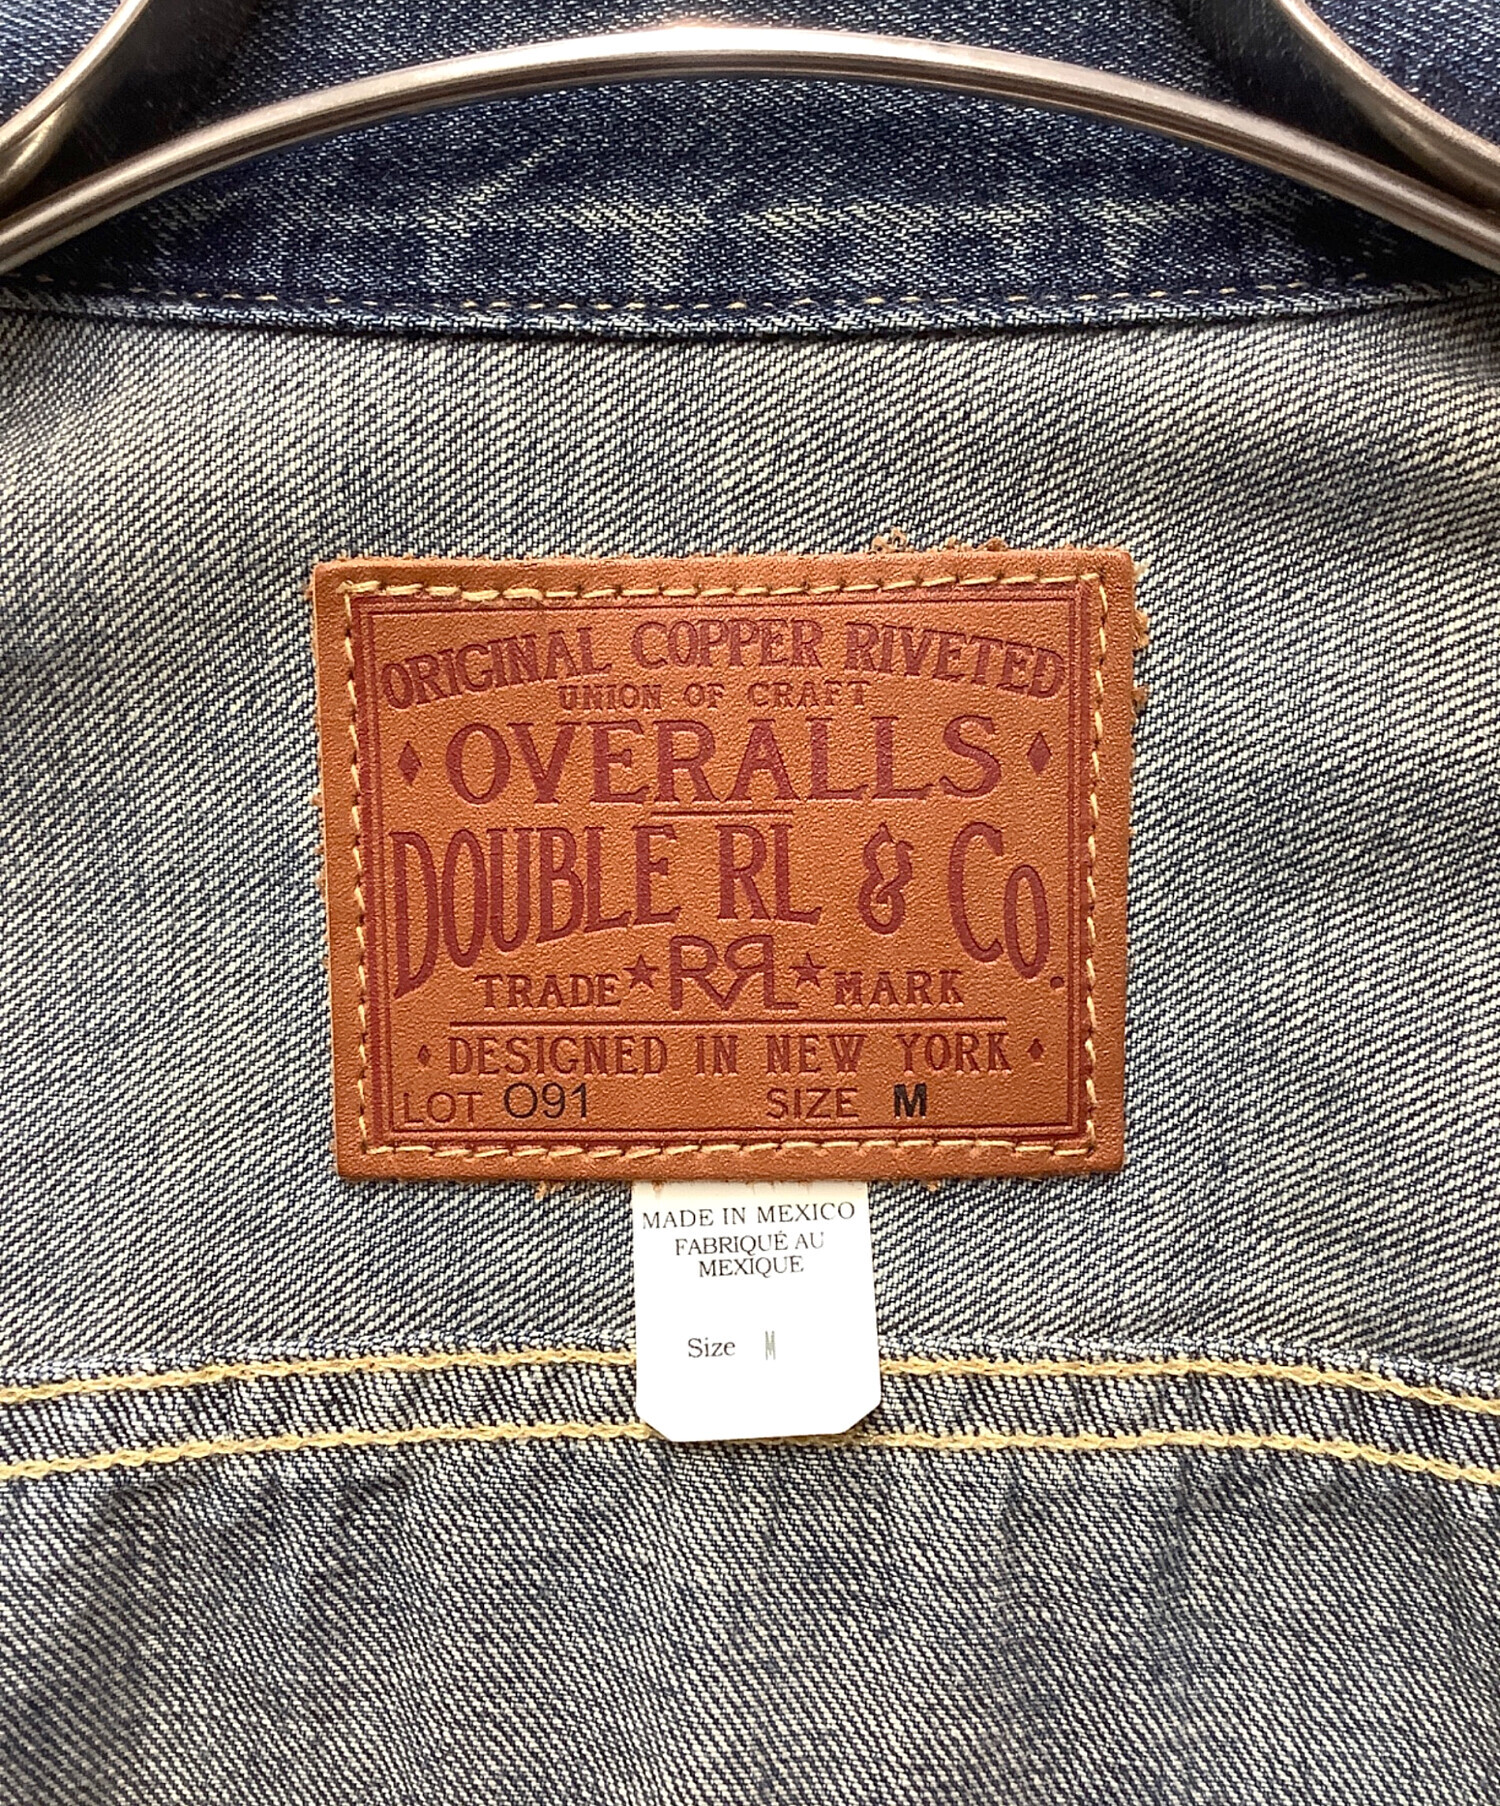 ORIGINAL COPPER RIVETED
UNION OF CRAFT
OVERALLS
DOUBLE RL & CO.
TRADE ★ RRL ★ MARK
DESIGNED IN NEW YORK
LOT 091 SIZE M
MADE IN MEXICO
FABRIQUÉ AU
MEXIQUE
Size M